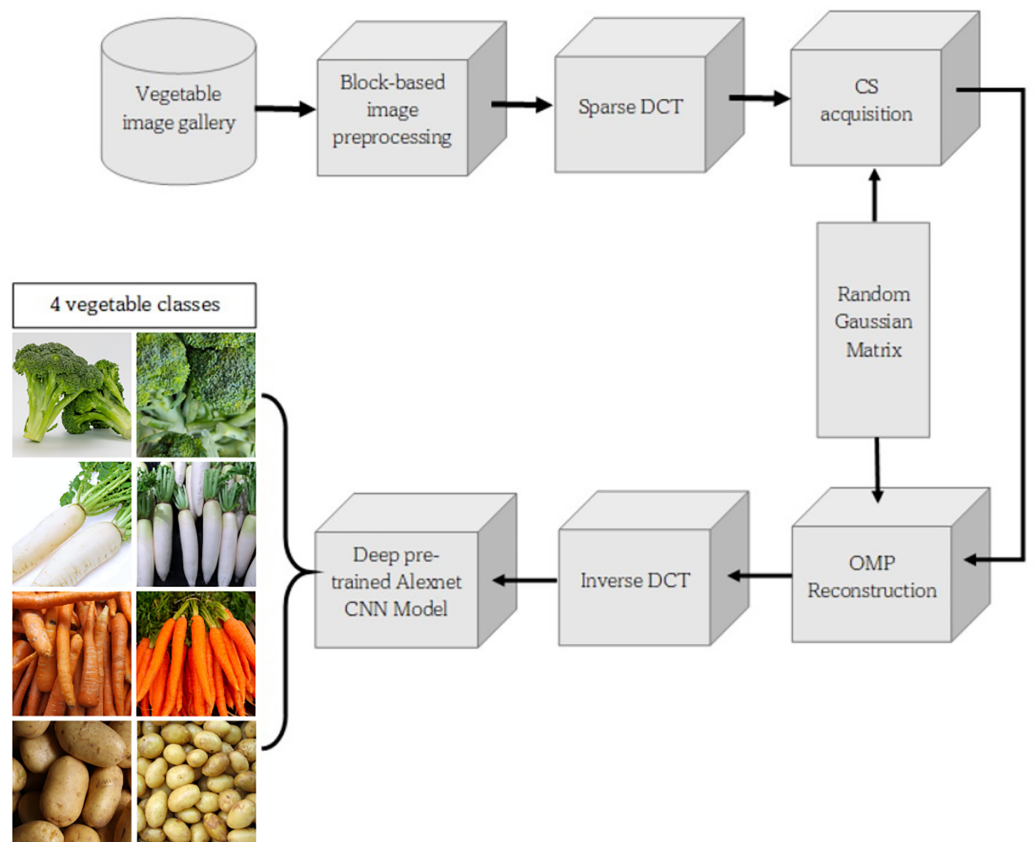 Vegetable
image gallery
Block-based
image
preprocessing
Sparse DCT
CS
acquisition
Random
Gaussian
Matrix
4 vegetable classes
Deep pre-
trained Alexnet
CNN Model
Inverse DCT
OMP
Reconstruction